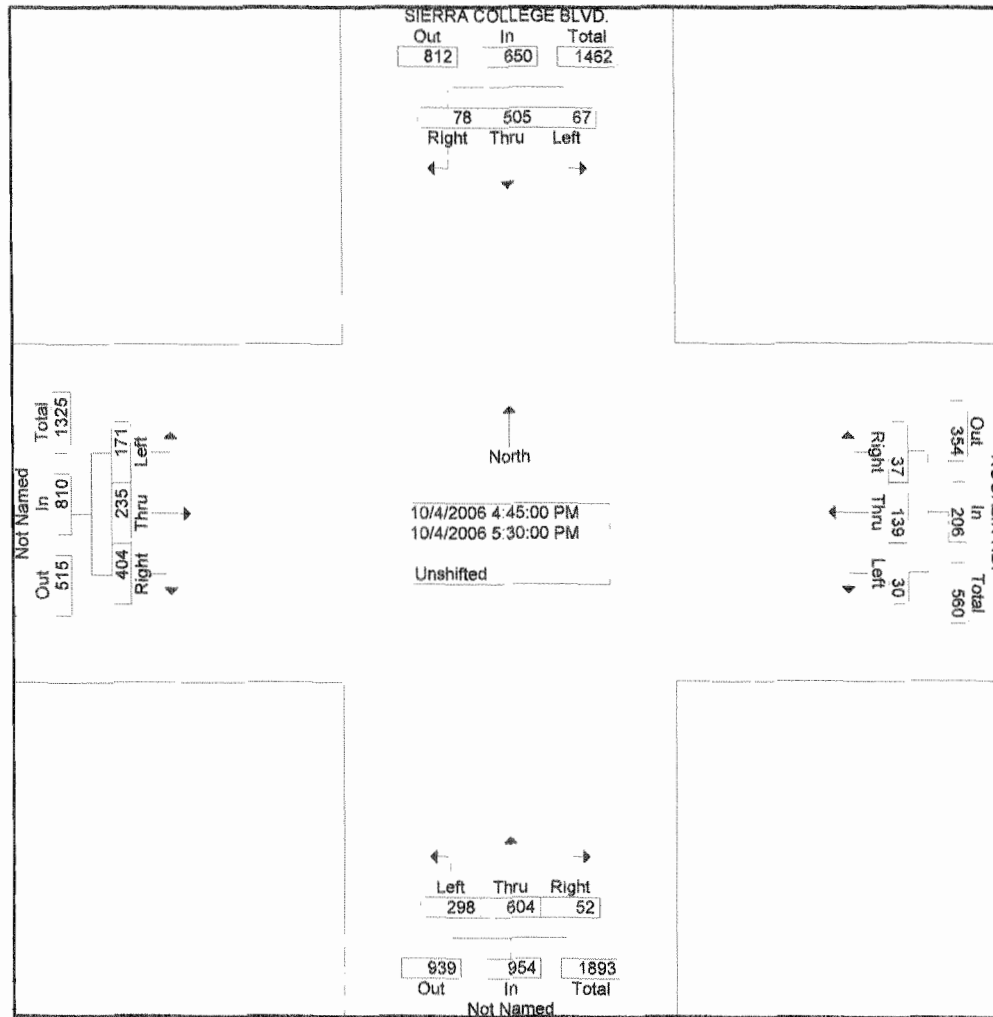 SIERRA COLLEGE BLVD.
Out In Total
812 650 1462
78 505 67
Right Thru Left
North
10/4/2006 4:45:00 PM
10/4/2006 5:30:00 PM
Unshifted
Not Named
Out In Total
515 810 1325
171 235 404
Left Thru Right
Out In Total
354 206 560
37 139 30
Right Thru Left
Left Thru Right
298 604 52
939 954 1893
Out In Total
Not Named